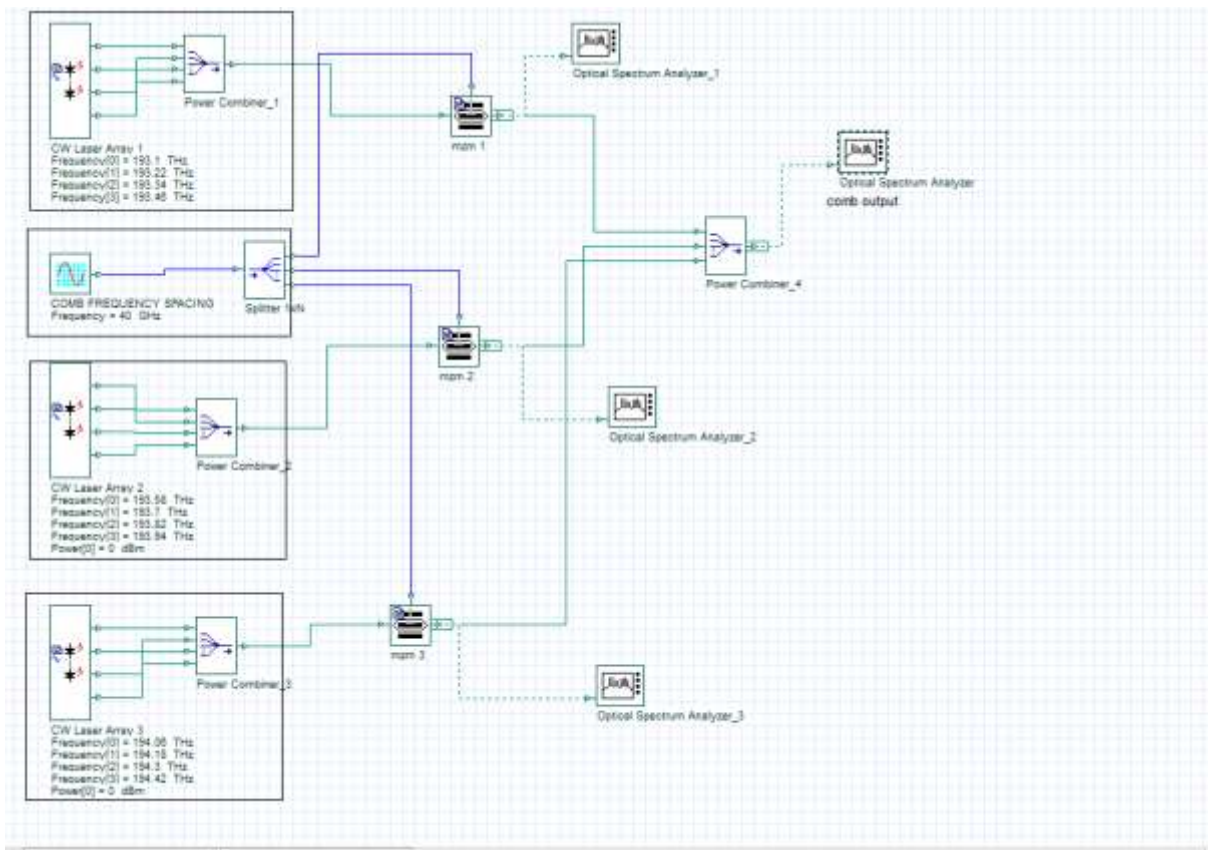 Optical Spectrum Analyzer_1
Power Combiner_1
mzm 1
CW Laser Array 1
Frequency[0] = 193.1 THz
Frequency[1] = 193.22 THz
Frequency[2] = 193.34 THz
Frequency[3] = 193.46 THz
Optical Spectrum Analyzer
comb output
Power Combiner_4
COMB FREQUENCY SPACING
Frequency = 40 GHz
Splitter 1xN
mzm 2
Optical Spectrum Analyzer_2
Power Combiner_2
CW Laser Array 2
Frequency[0] = 193.58 THz
Frequency[1] = 193.7 THz
Frequency[2] = 193.82 THz
Frequency[3] = 193.94 THz
Power[0] = 0 dBm
mzm 3
Power Combiner_3
Optical Spectrum Analyzer_3
CW Laser Array 3
Frequency[0] = 194.06 THz
Frequency[1] = 194.18 THz
Frequency[2] = 194.3 THz
Frequency[3] = 194.42 THz
Power[0] = 0 dBm